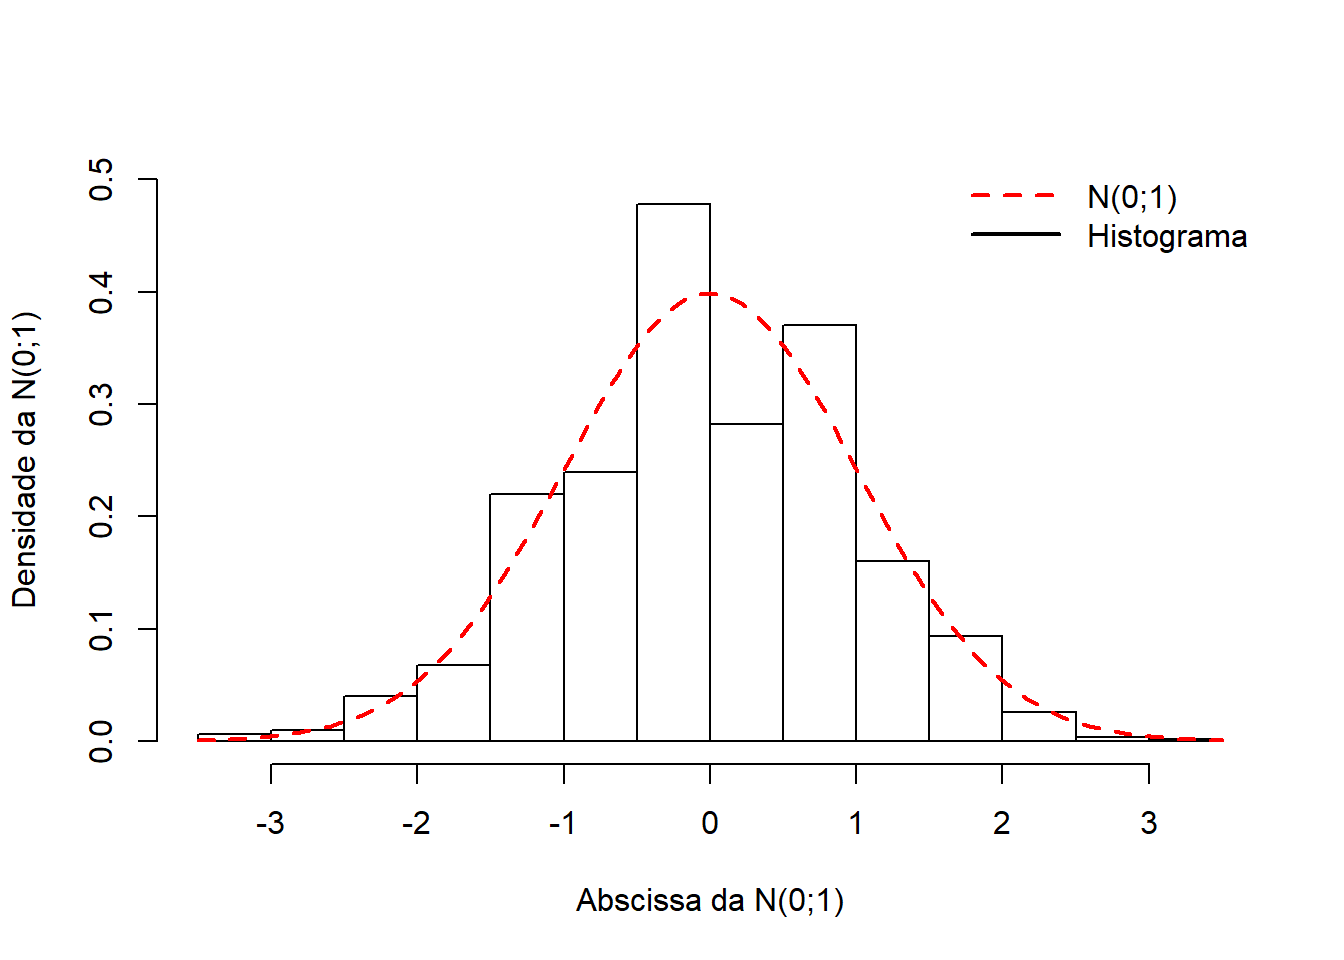 N(0;1)
Histograma
Densidade da N(0;1)
0.5
0.4
0.3
0.2
0.1
0.0
-3 -2 -1 0 1 2 3
Abscissa da N(0;1)